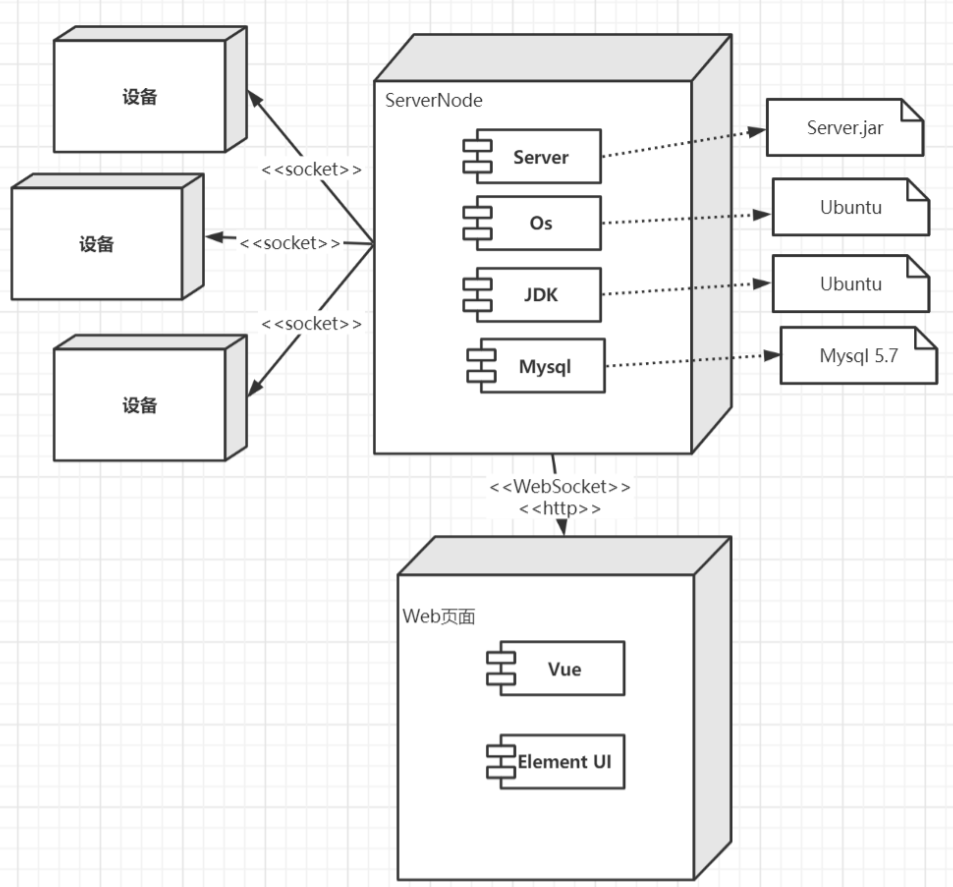 设备
<<socket>>
设备
<<socket>>
<<socket>>
设备
ServerNode
Server
Os
JDK
Mysql
Server.jar
Ubuntu
Ubuntu
Mysql 5.7
<<WebSocket>>
<<http>>
Web页面
Vue
Element UI